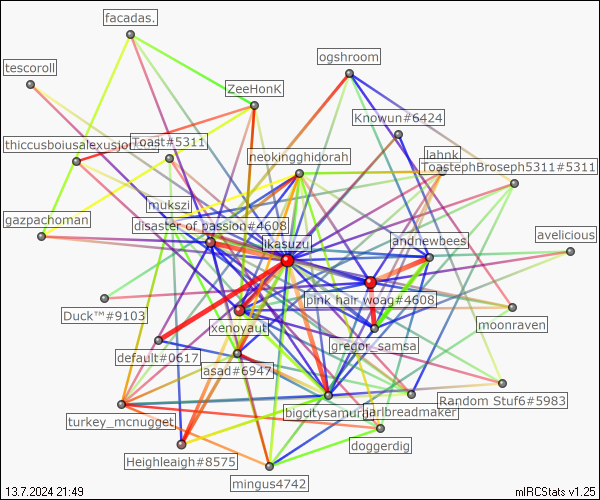 facadas.
ogshroom
tescoroll
ZeeHonK
Knowun#6424
thiccusboiusalexusjon
Toast#5311
neokingghidorah
lahnk
ToastephBroseph5311#5311
mukszi
gazpachoman
disaster of passion#4608
ikasuzu
andrewbees
avelicious
Duck™#9103
pink hair woag#4608
moonraven
xenoyaut
gregor_samsa
default#0617
asad#6947
turkey_mcnugget
bigcitysamurai
jarlbreadmaker
Random Stuf6#5983
doggerdig
Heighleaigh#8575
mingus4742
13.7.2024 21:49
mIRCStats v1.25